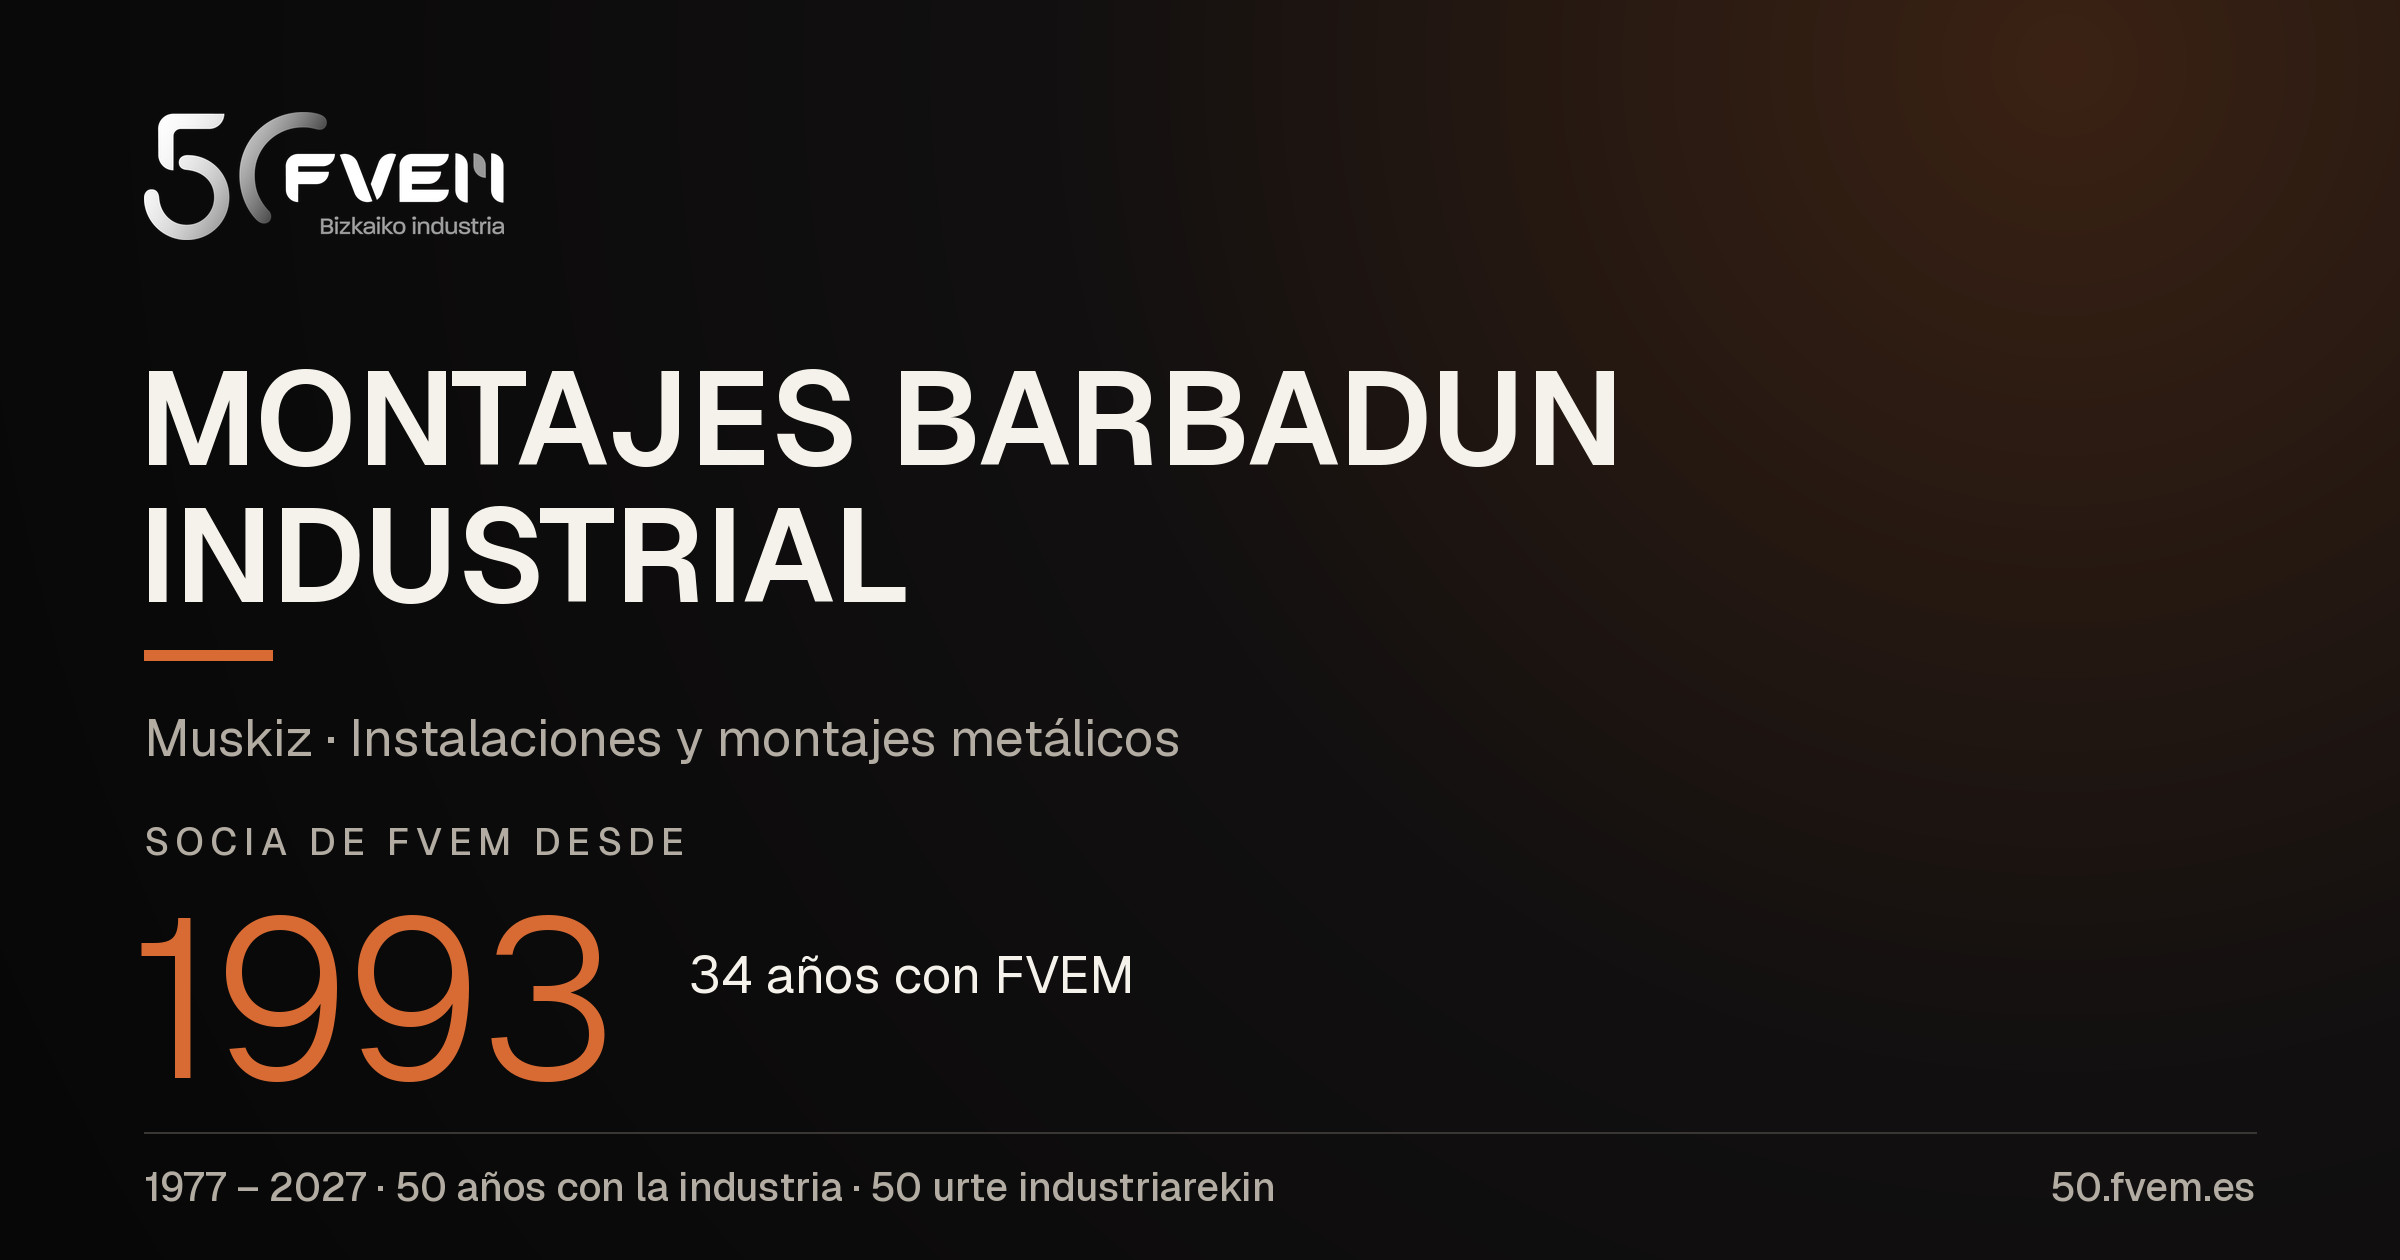 50 FVEM
Bizkaiko industria
MONTAJES BARBADUN
INDUSTRIAL
Muskiz · Instalaciones y montajes metálicos
SOCIA DE FVEM DESDE
1993
34 años con FVEM
1977 – 2027 · 50 años con la industria · 50 urte industriarekin
50.fvem.es